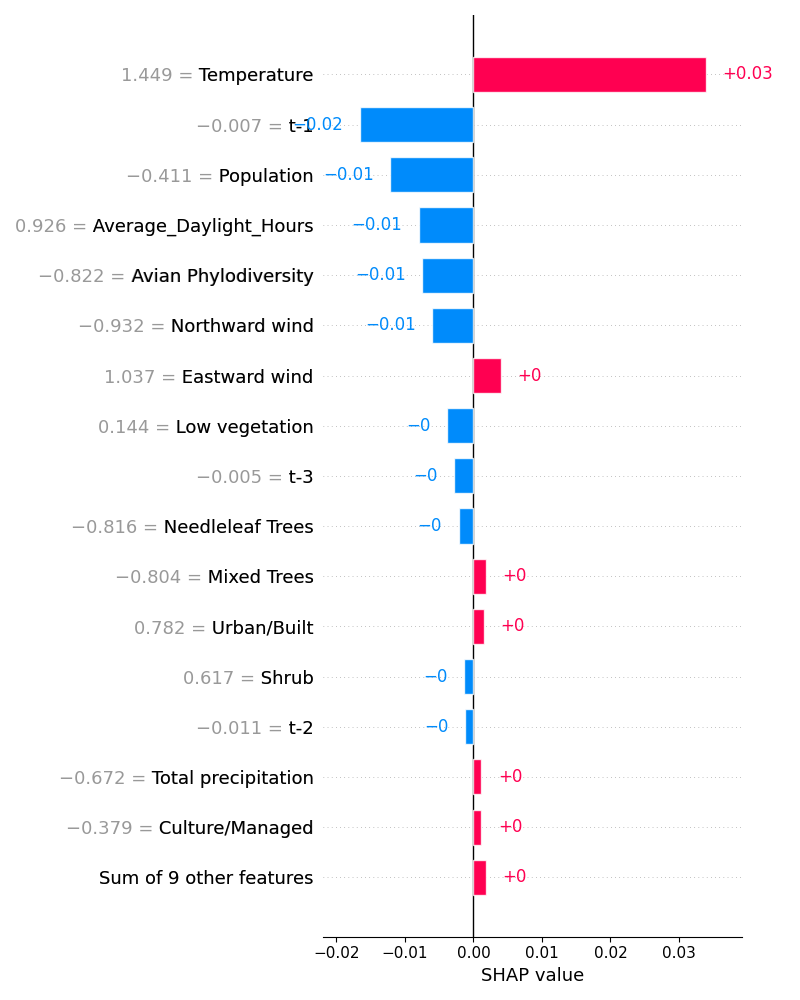 1.449 = Temperature +0.03
−0.007 = t-1 −0.02
−0.411 = Population −0.01
0.926 = Average_Daylight_Hours −0.01
−0.822 = Avian Phylodiversity −0.01
−0.932 = Northward wind −0.01
1.037 = Eastward wind +0
0.144 = Low vegetation −0
−0.005 = t-3 −0
−0.816 = Needleleaf Trees −0
−0.804 = Mixed Trees +0
0.782 = Urban/Built +0
0.617 = Shrub −0
−0.011 = t-2 −0
−0.672 = Total precipitation +0
−0.379 = Culture/Managed +0
Sum of 9 other features +0
−0.02 −0.01 0.00 0.01 0.02 0.03
SHAP value